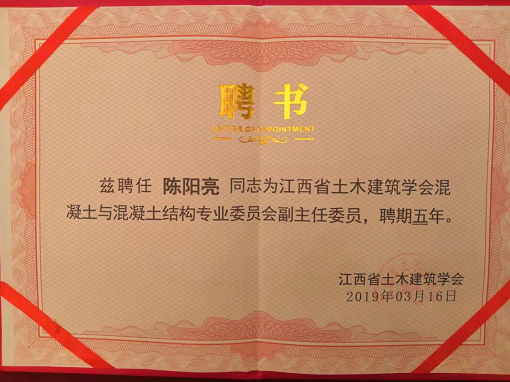 聘书
LETTER OF APPOINTMENT
兹聘任 陈阳亮 同志为江西省土木建筑学会混
凝土与混凝土结构专业委员会副主任委员，聘期五年。
江西省土木建筑学会
2019年03月16日